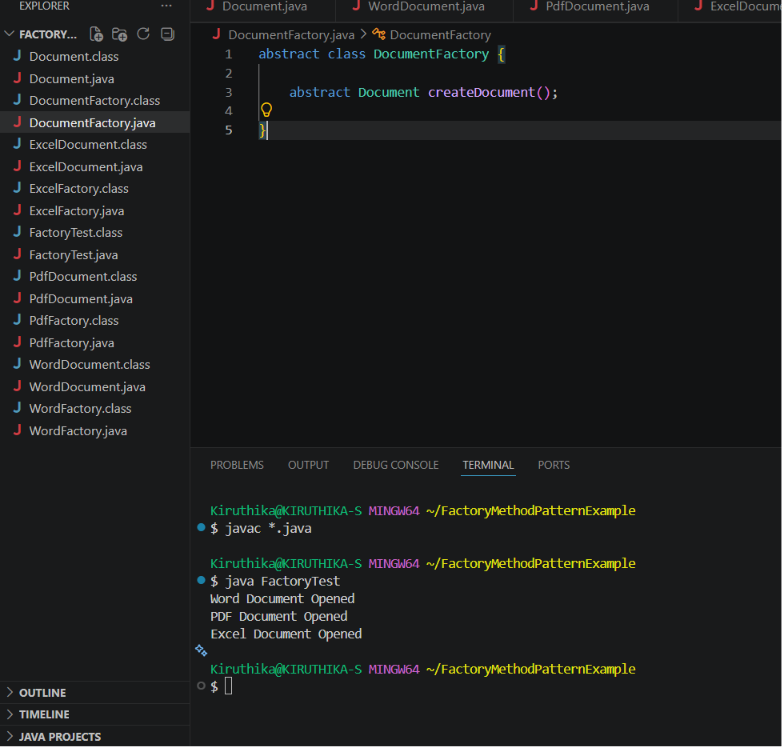 EXPLORER ...
FACTORY...
Document.class
Document.java
DocumentFactory.class
DocumentFactory.java
ExcelDocument.class
ExcelDocument.java
ExcelFactory.class
ExcelFactory.java
FactoryTest.class
FactoryTest.java
PdfDocument.class
PdfDocument.java
PdfFactory.class
PdfFactory.java
WordDocument.class
WordDocument.java
WordFactory.class
WordFactory.java
OUTLINE
TIMELINE
JAVA PROJECTS
Document.java WordDocument.java PdfDocument.java ExcelDocum
DocumentFactory.java > DocumentFactory
1 abstract class DocumentFactory {
2
3 abstract Document createDocument();
4
5 }
PROBLEMS OUTPUT DEBUG CONSOLE TERMINAL PORTS
Kiruthika@KIRUTHIKA-S MINGW64 ~/FactoryMethodPatternExample
$ javac *.java
Kiruthika@KIRUTHIKA-S MINGW64 ~/FactoryMethodPatternExample
$ java FactoryTest
Word Document Opened
PDF Document Opened
Excel Document Opened
Kiruthika@KIRUTHIKA-S MINGW64 ~/FactoryMethodPatternExample
$